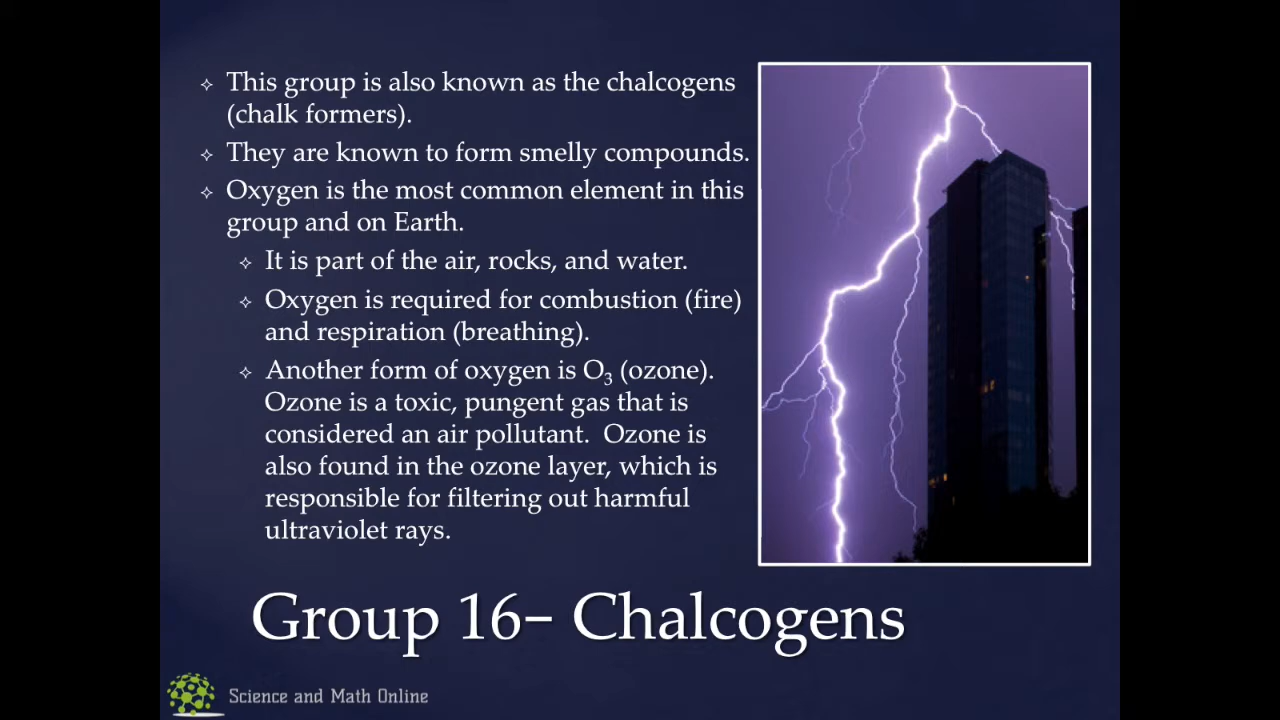 This group is also known as the chalcogens
(chalk formers).
They are known to form smelly compounds.
Oxygen is the most common element in this
group and on Earth.
It is part of the air, rocks, and water.
Oxygen is required for combustion (fire)
and respiration (breathing).
Another form of oxygen is O₃ (ozone).
Ozone is a toxic, pungent gas that is
considered an air pollutant.  Ozone is
also found in the ozone layer, which is
responsible for filtering out harmful
ultraviolet rays.
Group 16– Chalcogens
Science and Math Online